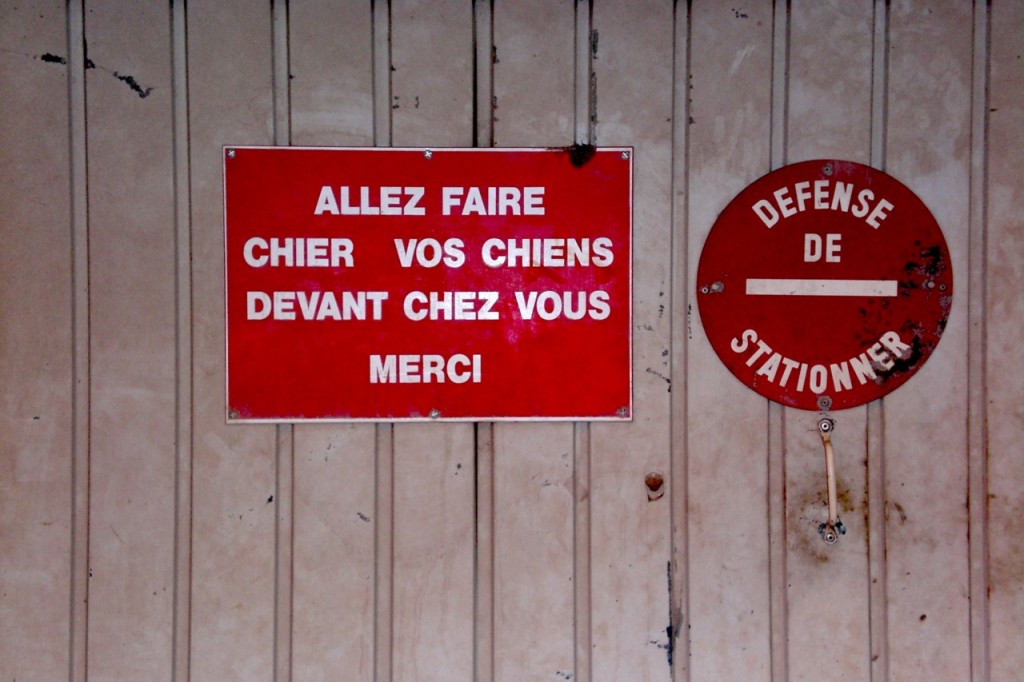 ALLEZ FAIRE
CHIER VOS CHIENS
DEVANT CHEZ VOUS
MERCI
DEFENSE
DE
STATIONNER